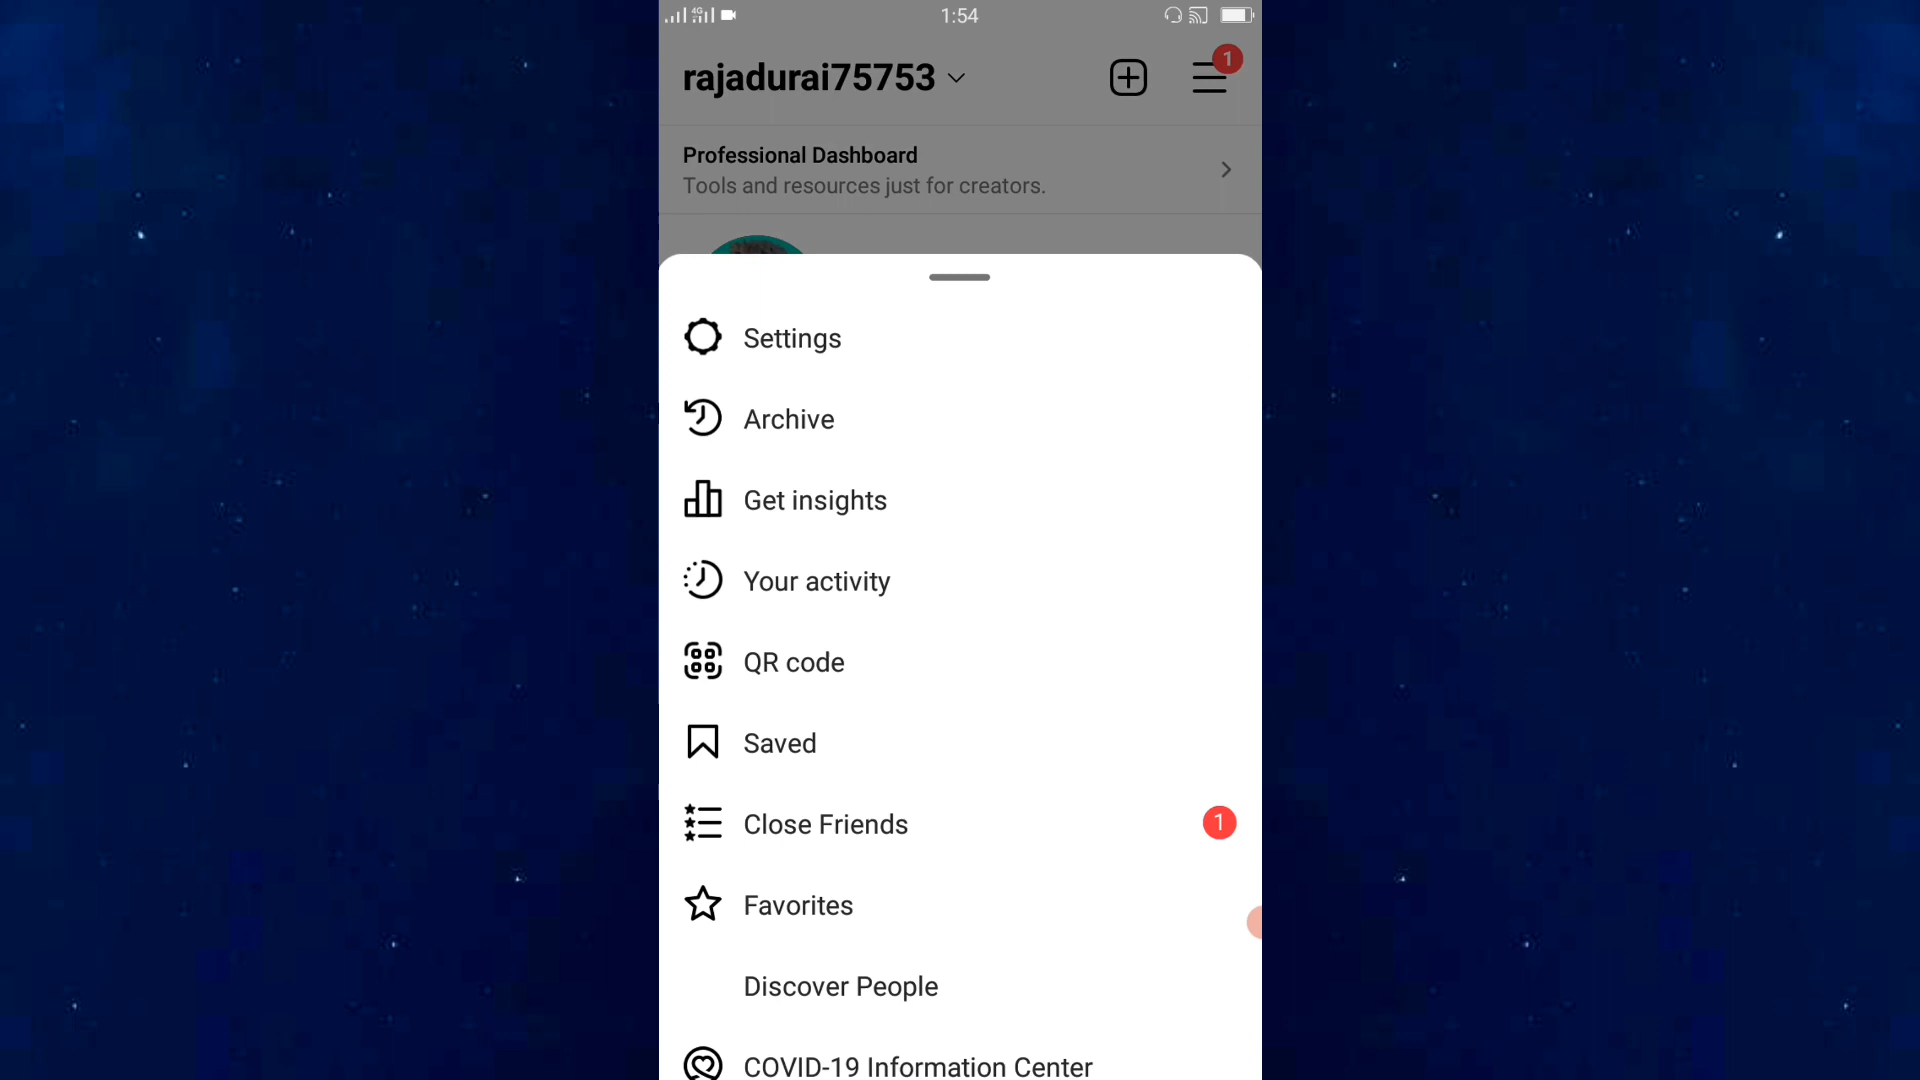 4G 1:54
rajadurai75753
1
Professional Dashboard
Tools and resources just for creators.
Settings
Archive
Get insights
Your activity
QR code
Saved
Close Friends
1
Favorites
Discover People
COVID-19 Information Center